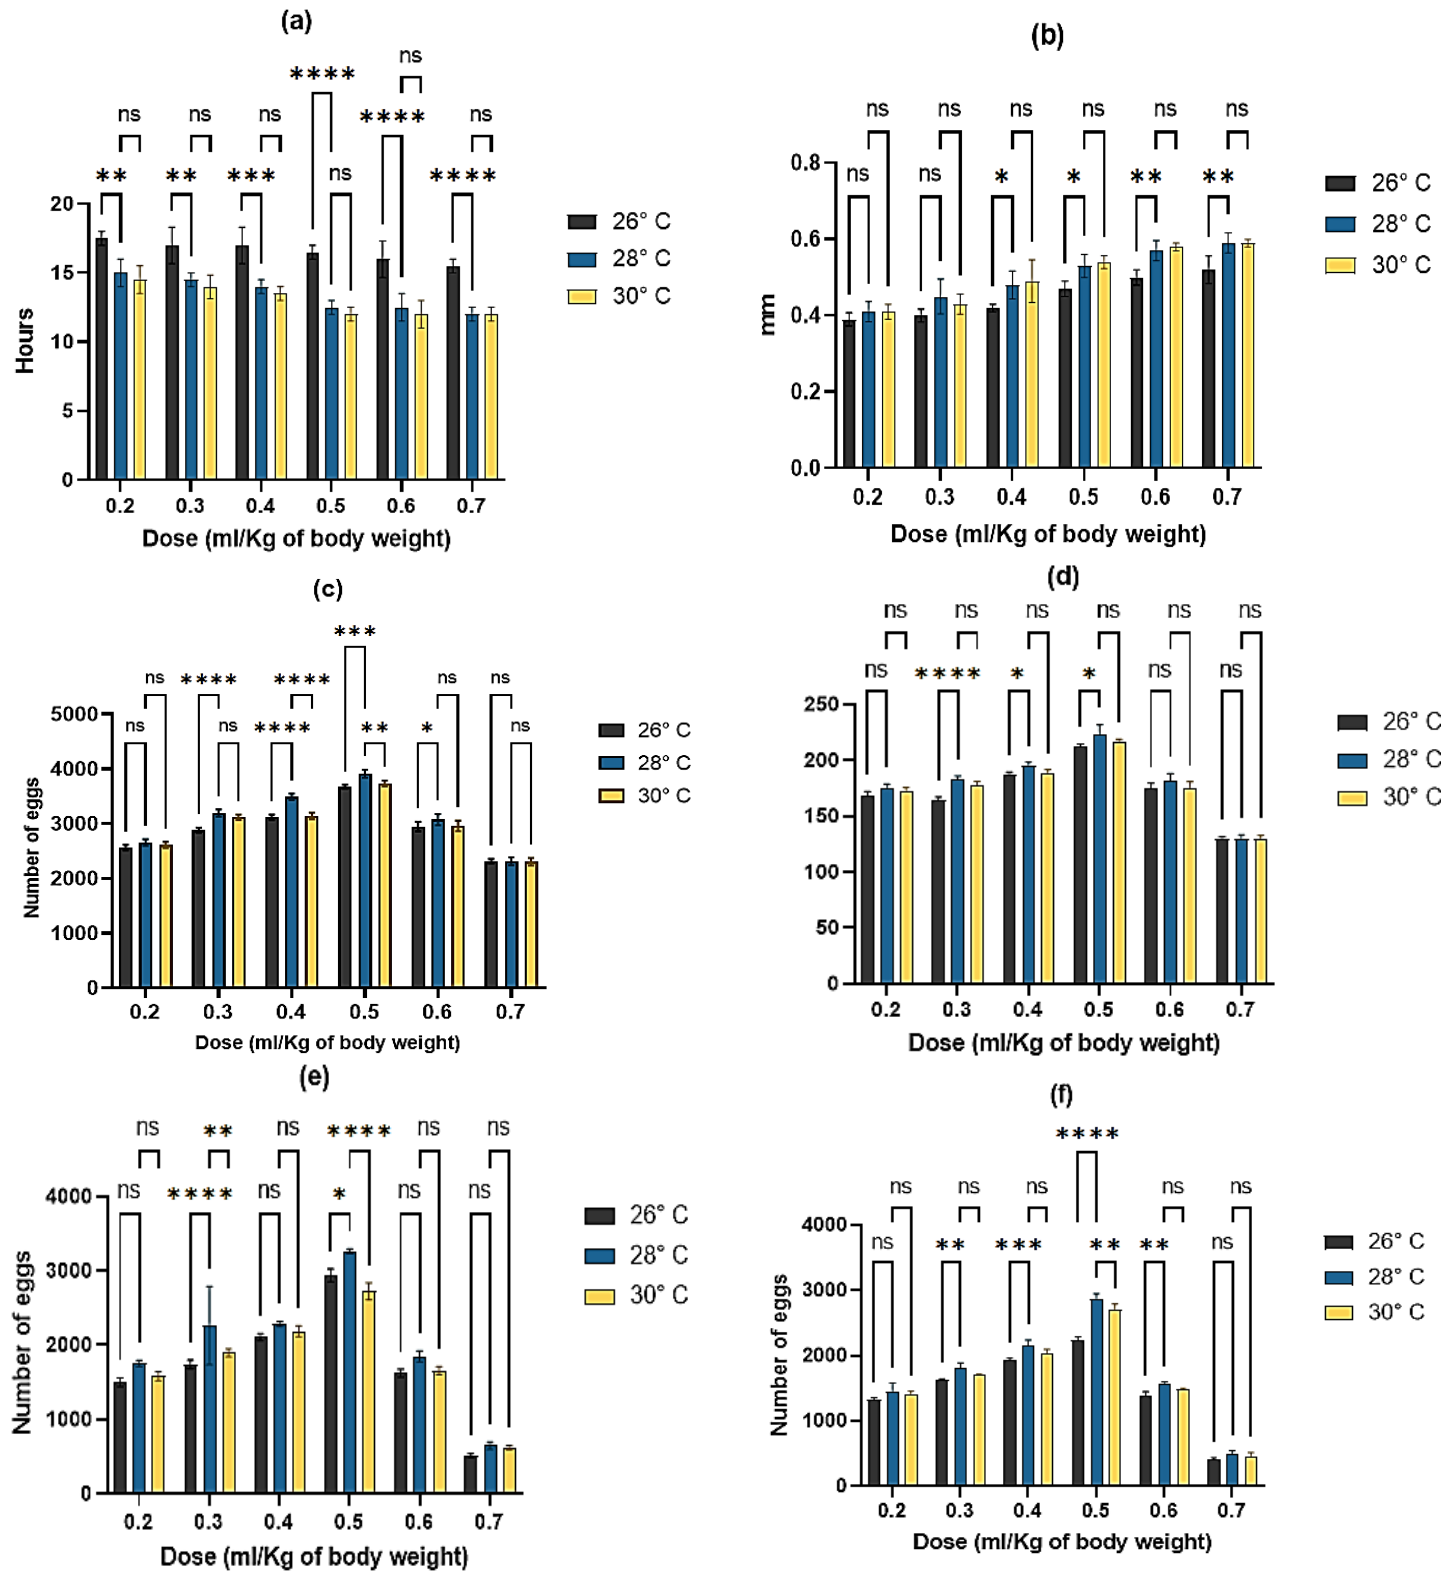 (a)
ns
****
ns
ns
****
ns
**
**
***
ns
****
20
15
10
5
0
Hours
0.2 0.3 0.4 0.5 0.6 0.7
Dose (ml/Kg of body weight)
26° C
28° C
30° C
(b)
ns ns ns ns ns ns
ns ns * * ** **
0.8
0.6
0.4
0.2
0.0
mm
0.2 0.3 0.4 0.5 0.6 0.7
Dose (ml/Kg of body weight)
26° C
28° C
30° C
(c)
***
ns **** **** ns ns
ns ns **** ** * ns
5000
4000
3000
2000
1000
0
Number of eggs
0.2 0.3 0.4 0.5 0.6 0.7
Dose (ml/Kg of body weight)
26° C
28° C
30° C
(d)
ns ns ns ns ns ns
ns **** * * ns ns
250
200
150
100
50
0
0.2 0.3 0.4 0.5 0.6 0.7
Dose (ml/Kg of body weight)
26° C
28° C
30° C
(e)
ns ** ns **** ns ns
ns **** ns * ns ns
4000
3000
2000
1000
0
Number of eggs
0.2 0.3 0.4 0.5 0.6 0.7
Dose (ml/Kg of body weight)
26° C
28° C
30° C
(f)
****
ns ns ns ns ns
ns ** *** ** ** ns
4000
3000
2000
1000
0
Number of eggs
0.2 0.3 0.4 0.5 0.6 0.7
Dose (ml/Kg of body weight)
26° C
28° C
30° C